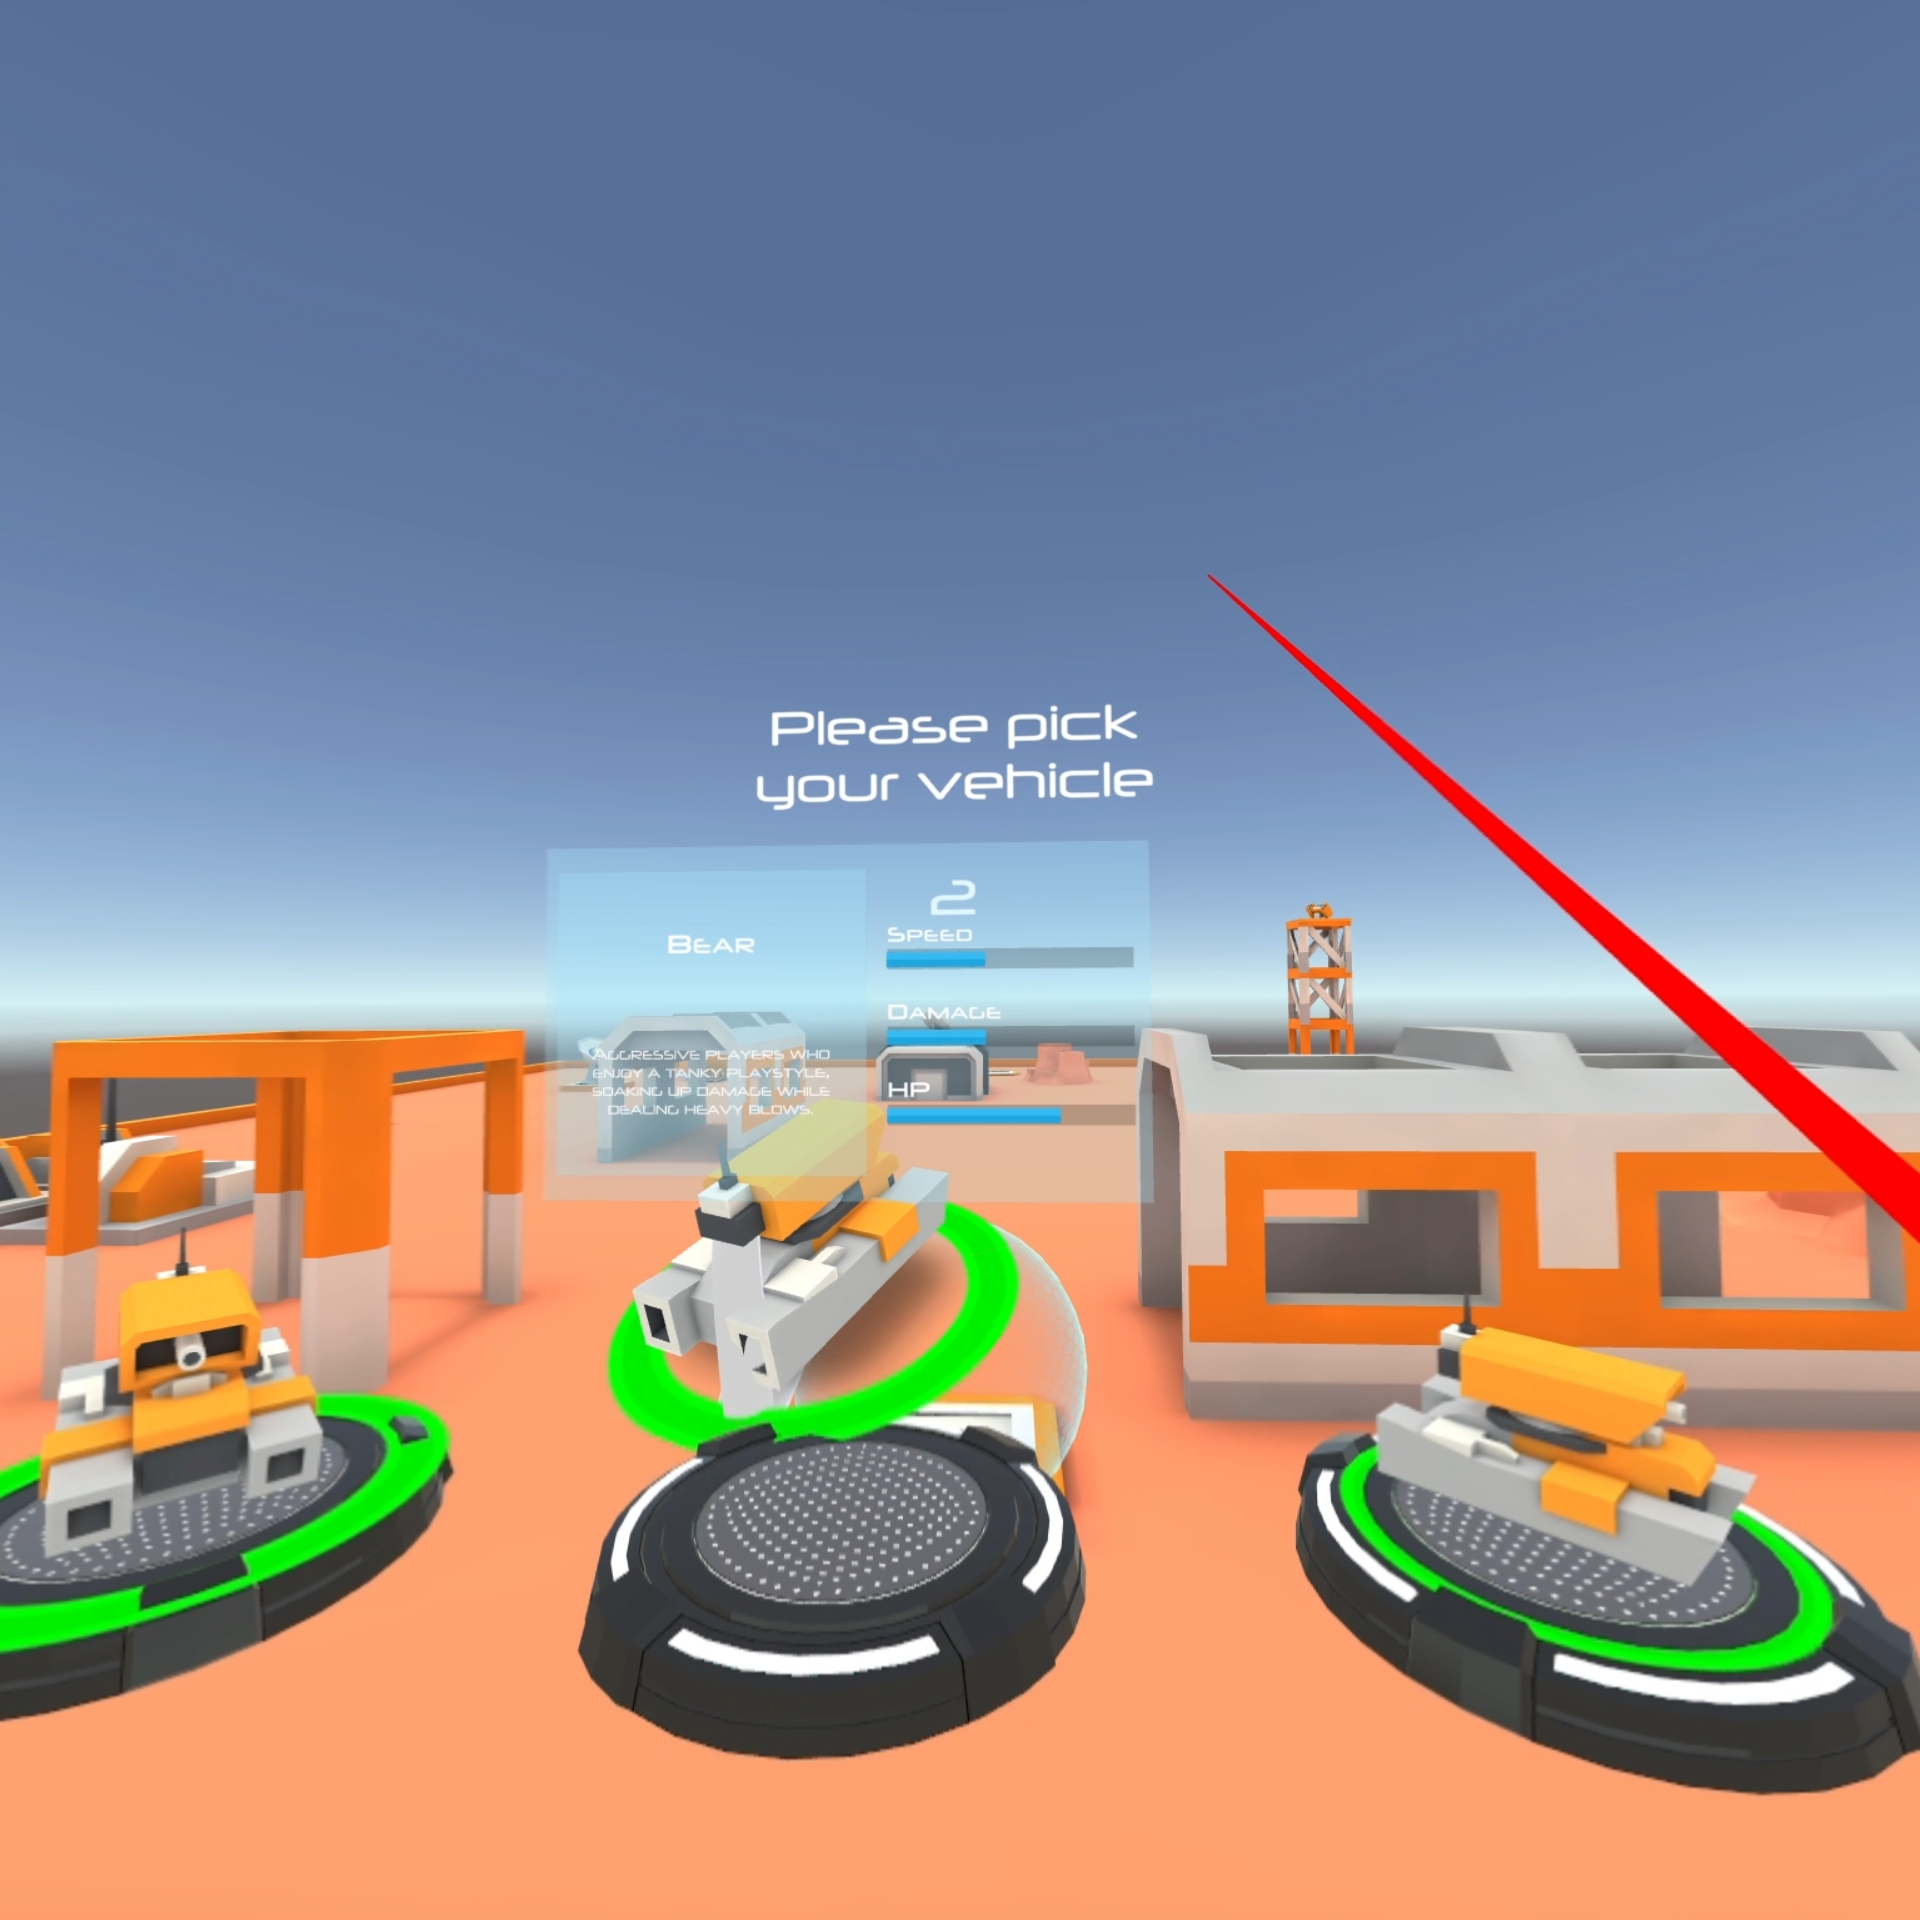 Please pick
your vehicle
Bear
Aggressive players who
enjoy a tanky playstyle,
soaking up damage while
dealing heavy blows.
2
Speed
Damage
HP